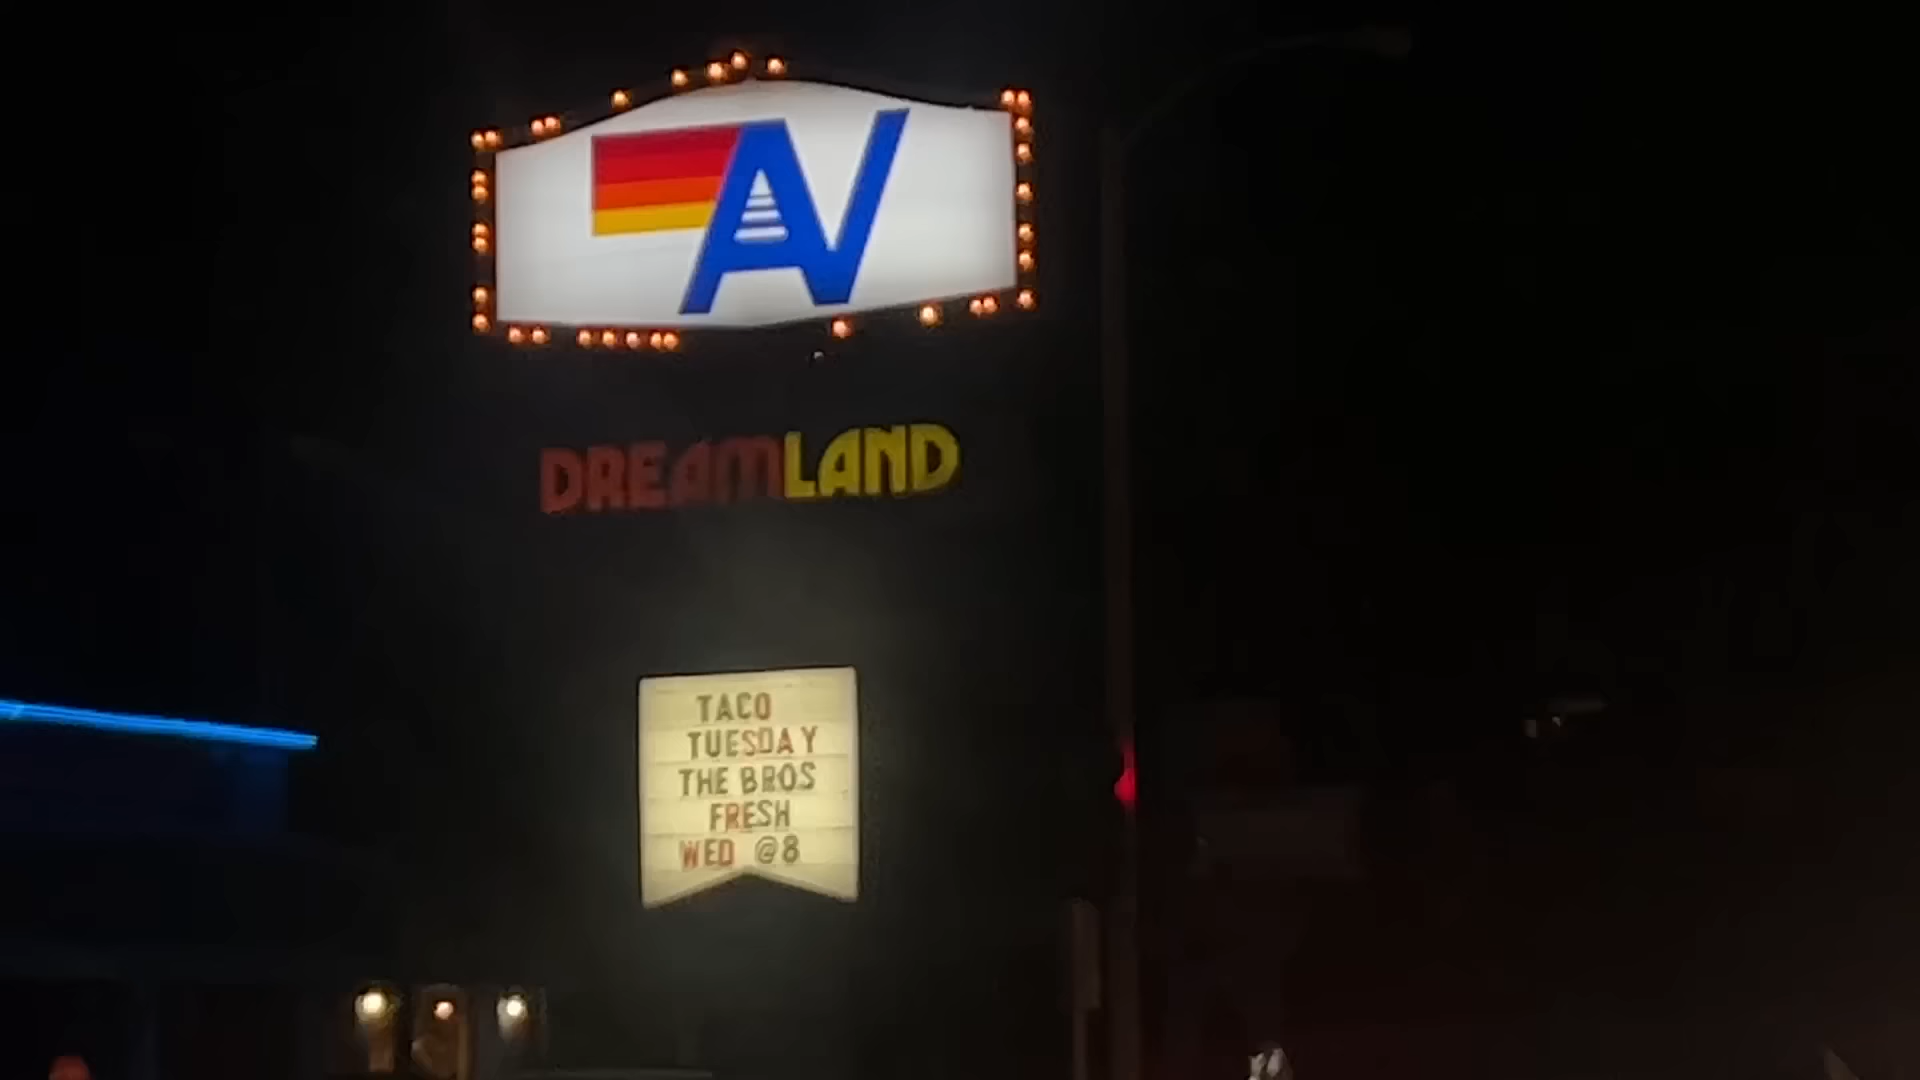 AV
DREAMLAND
TACO
TUESDAY
THE BROS
FRESH
WED @8